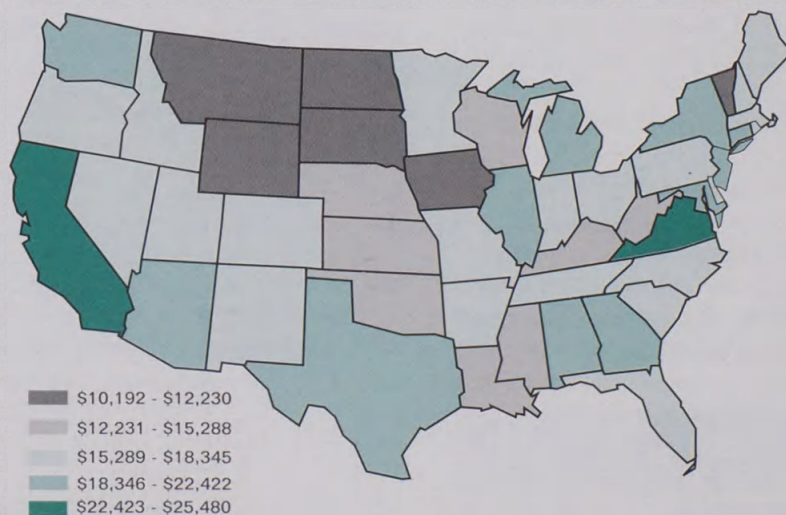 $10,192 - $12,230
$12,231 - $15,288
$15,289 - $18,345
$18,346 - $22,422
$22,423 - $25,480